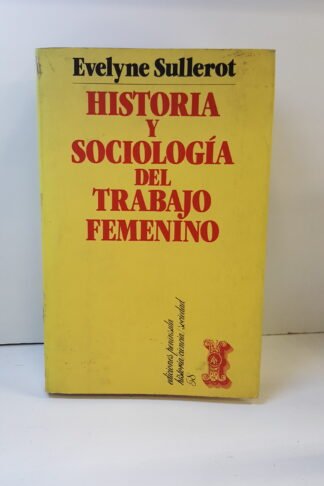 Evelyne Sullerot
HISTORIA
Y
SOCIOLOGÍA
DEL
TRABAJO
FEMENINO
ediciones península
historia/ciencia/sociedad
58